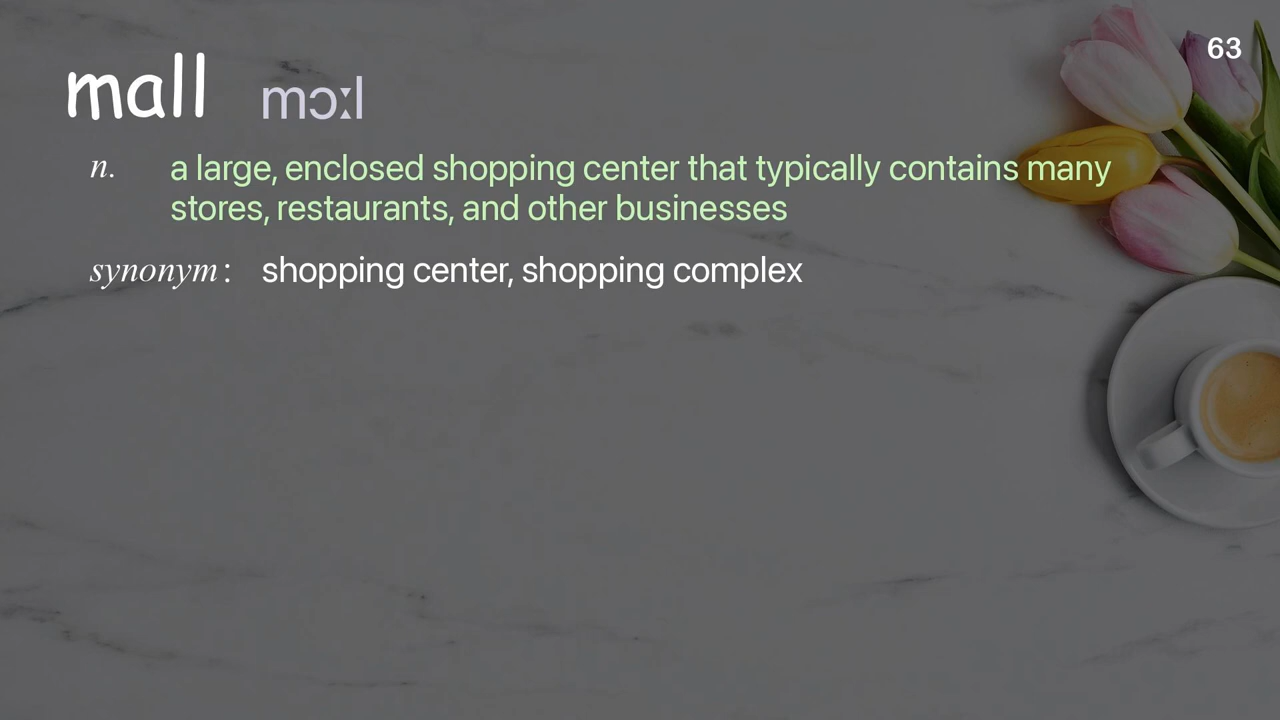 63
mall mɔːl
n. a large, enclosed shopping center that typically contains many
stores, restaurants, and other businesses
synonym: shopping center, shopping complex